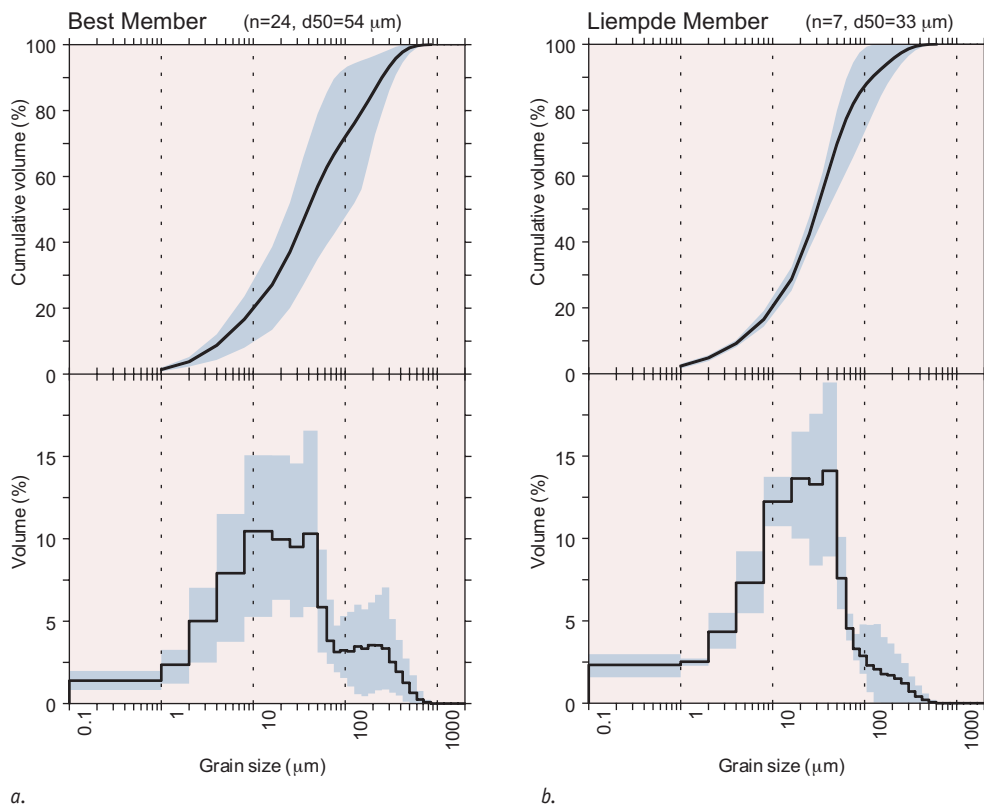 Best Member (n=24, d50=54 μm)
Liempde Member (n=7, d50=33 μm)
Cumulative volume (%)
100
80
60
40
20
0
Cumulative volume (%)
100
80
60
40
20
0
Volume (%)
15
10
5
0
Volume (%)
15
10
5
0
0.1 1 10 100 1000
0.1 1 10 100 1000
Grain size (μm)
Grain size (μm)
a.
b.